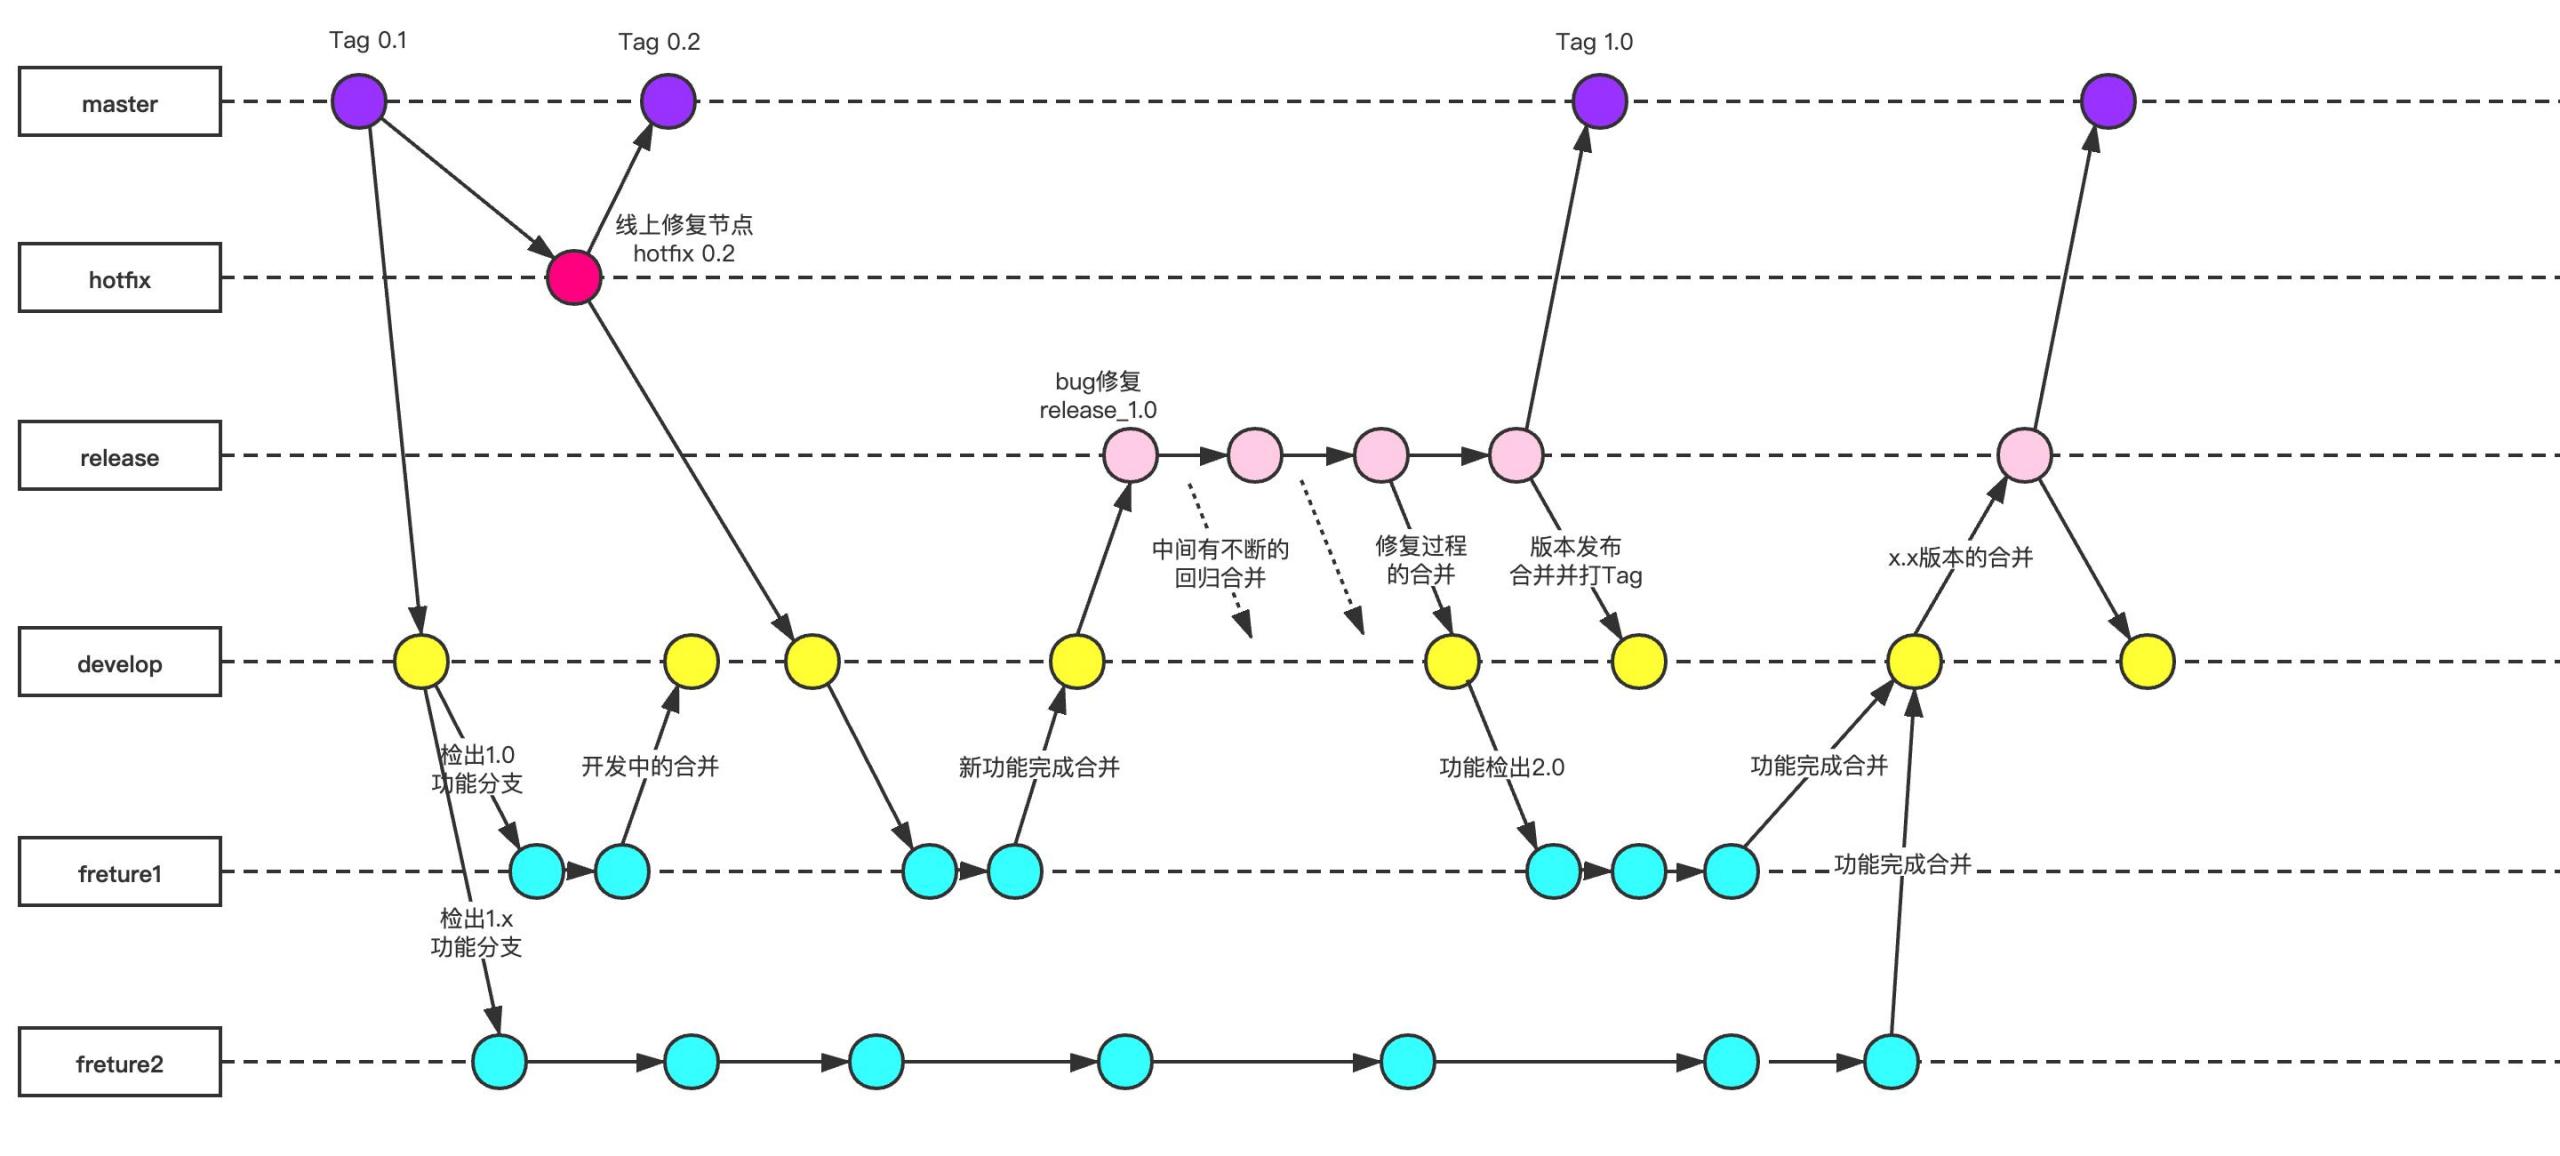 Tag 0.1
Tag 0.2
Tag 1.0
master
线上修复节点
hotfix 0.2
hotfix
bug修复
release_1.0
release
中间有不断的
回归合并
修复过程
的合并
版本发布
合并并打Tag
x.x版本的合并
develop
检出1.0
功能分支
开发中的合并
新功能完成合并
功能检出2.0
功能完成合并
freture1
功能完成合并
检出1.x
功能分支
freture2